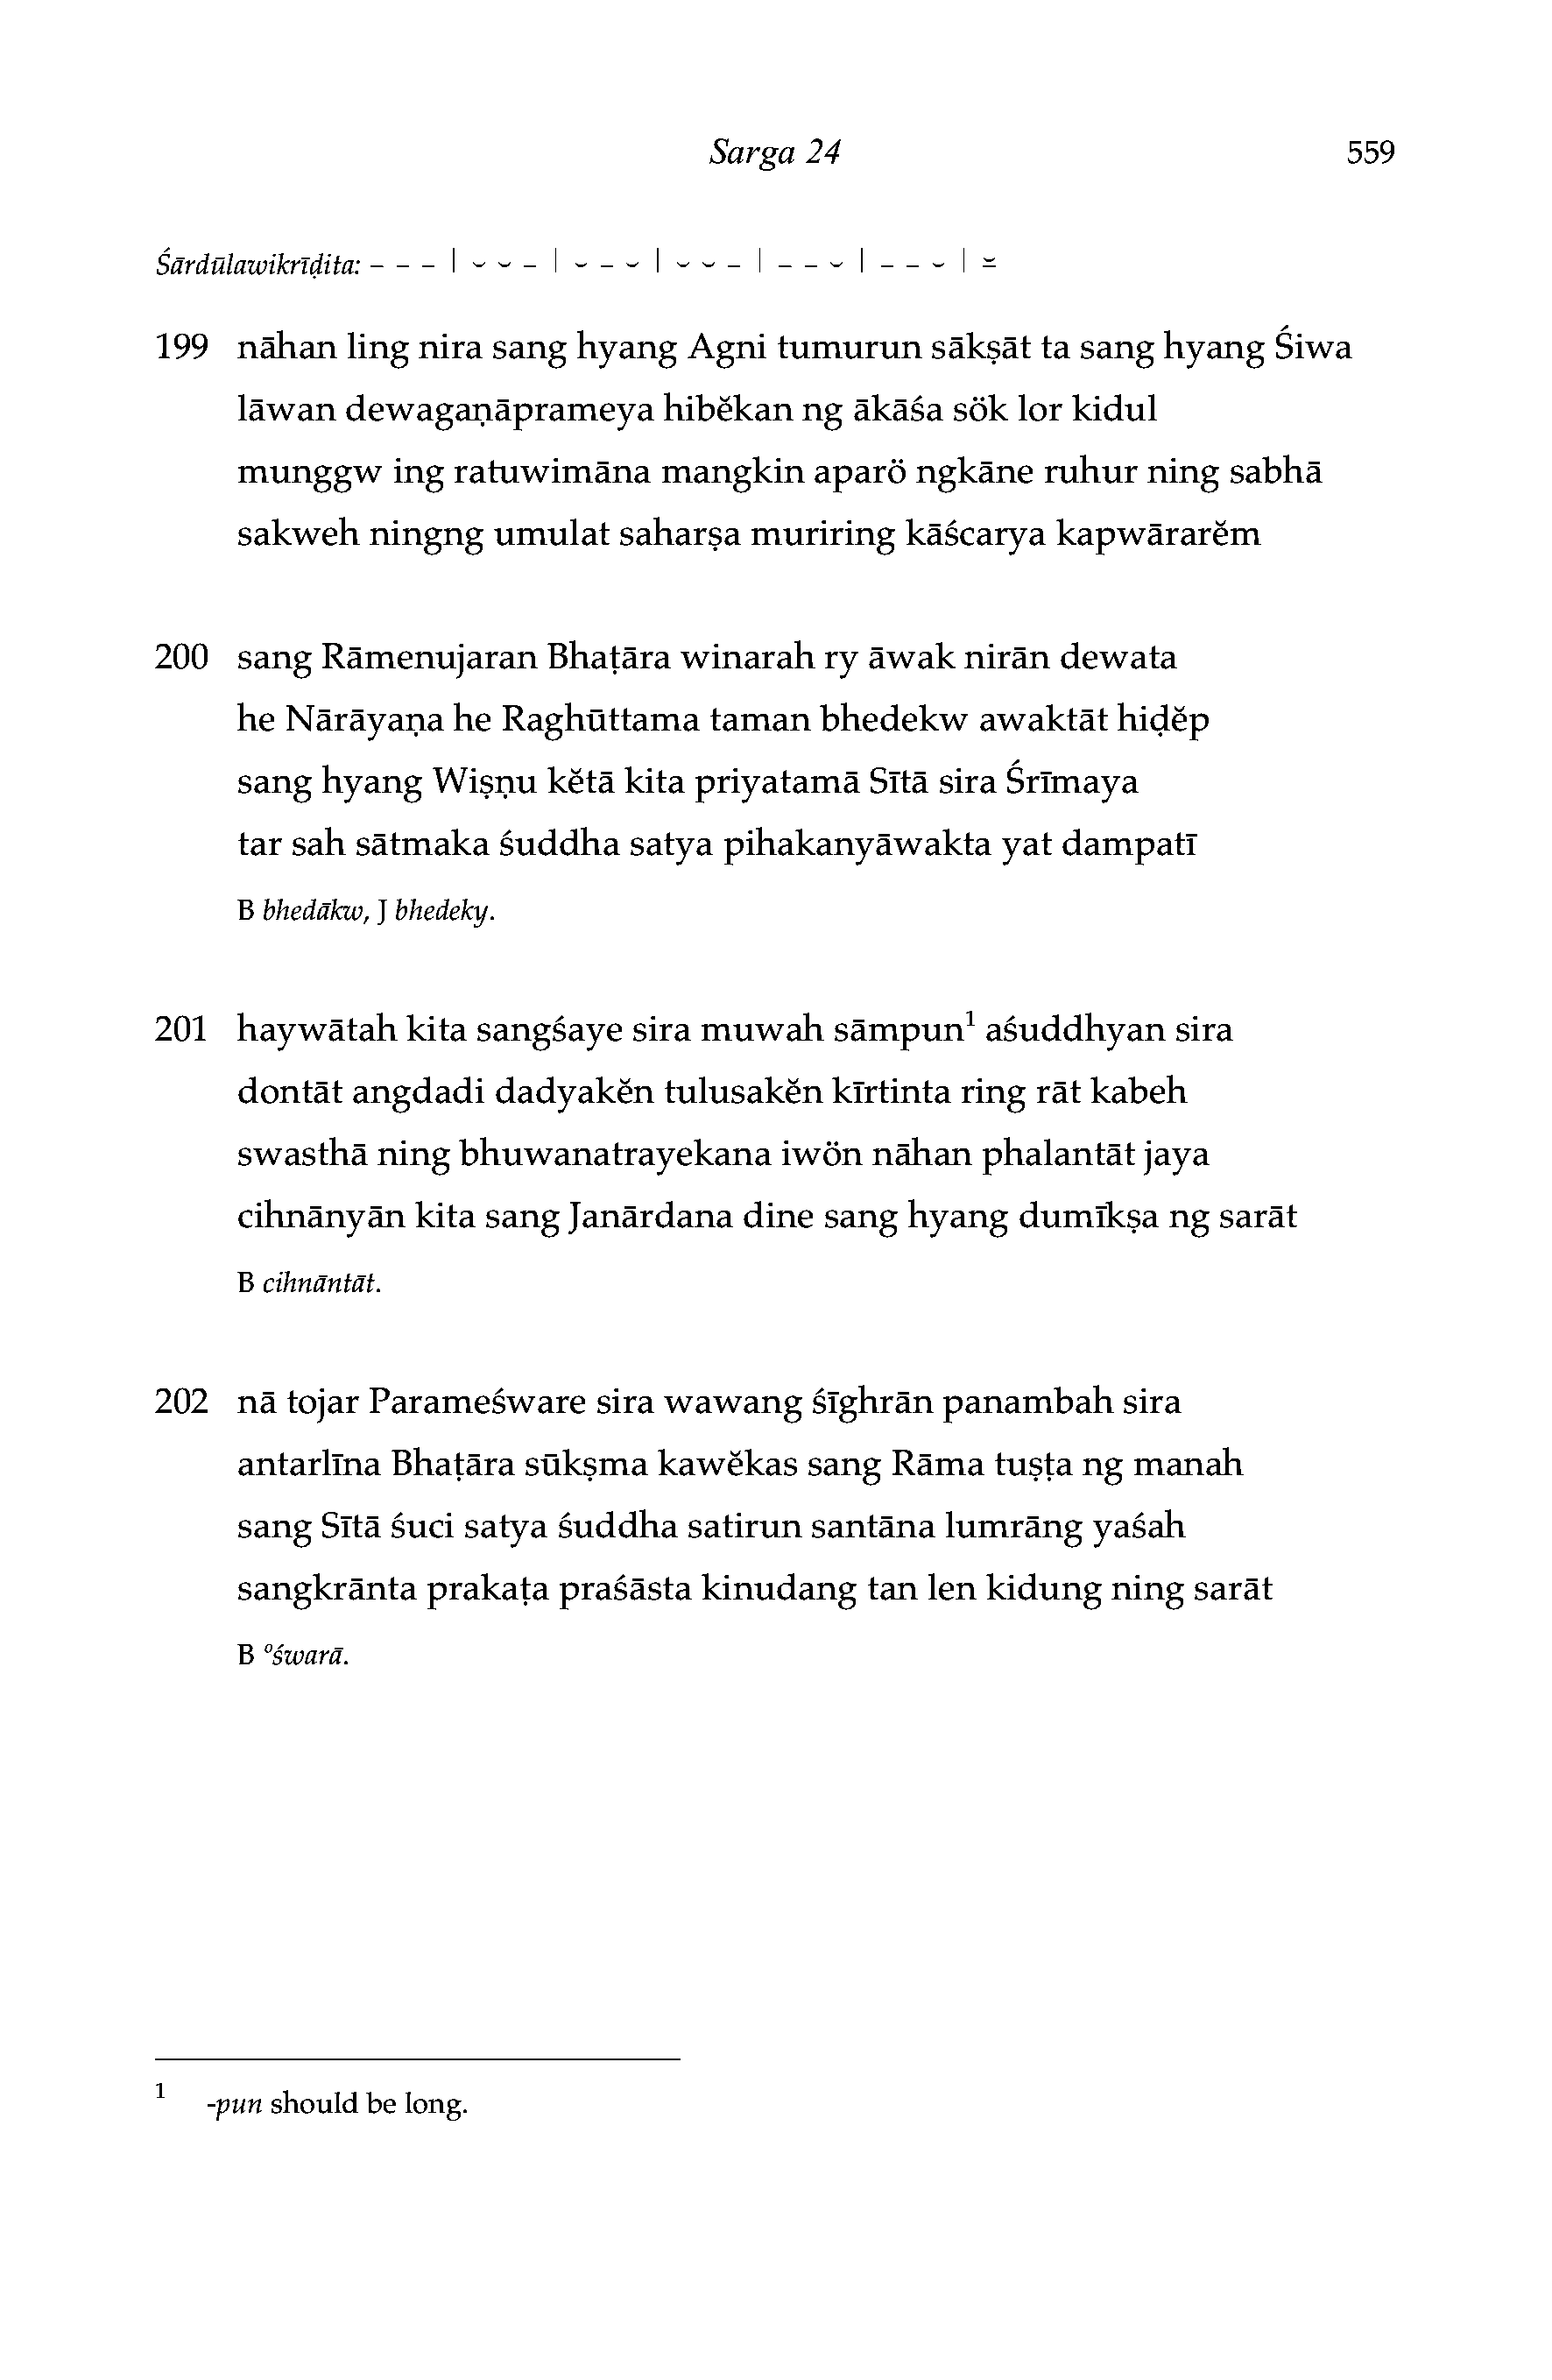 Sarga 24 559
Śārdūlawikrīḍita: – – – | ⏑ ⏑ – | ⏑ – ⏑ | ⏑ ⏑ – | – – ⏑ | – – ⏑ | ⏓
199 nāhan ling nira sang hyang Agni tumurun sākṣāt ta sang hyang Śiwa
lāwan dewagaṇāprameya hibĕkan ng ākāśa sök lor kidul
munggw ing ratuwimāna mangkin aparö ngkāne ruhur ning sabhā
sakweh ningng umulat saharṣa muriring kāścarya kapwārarĕm
200 sang Rāmenujaran Bhaṭāra winarah ry āwak nirān dewata
he Nārāyaṇa he Raghūttama taman bhedekw awaktāt hiḍĕp
sang hyang Wiṣṇu kĕtā kita priyatamā Sītā sira Śrīmaya
tar sah sātmaka śuddha satya pihakanyāwakta yat dampatī
B bhedākw, J bhedeky.
201 haywātah kita sangśaye sira muwah sāmpun¹ aśuddhyan sira
dontāt angdadi dadyakĕn tulusakĕn kīrtinta ring rāt kabeh
swasthā ning bhuwanatrayekana iwön nāhan phalantāt jaya
cihnānyān kita sang Janārdana dine sang hyang dumīkṣa ng sarāt
B cihnāntāt.
202 nā tojar Parameśware sira wawang śīghrān panambah sira
antarlīna Bhaṭāra sūkṣma kawĕkas sang Rāma tuṣṭa ng manah
sang Sītā śuci satya śuddha satirun santāna lumrāng yaśah
sangkrānta prakaṭa praśāsta kinudang tan len kidung ning sarāt
B °śwarā.
1 -pun should be long.